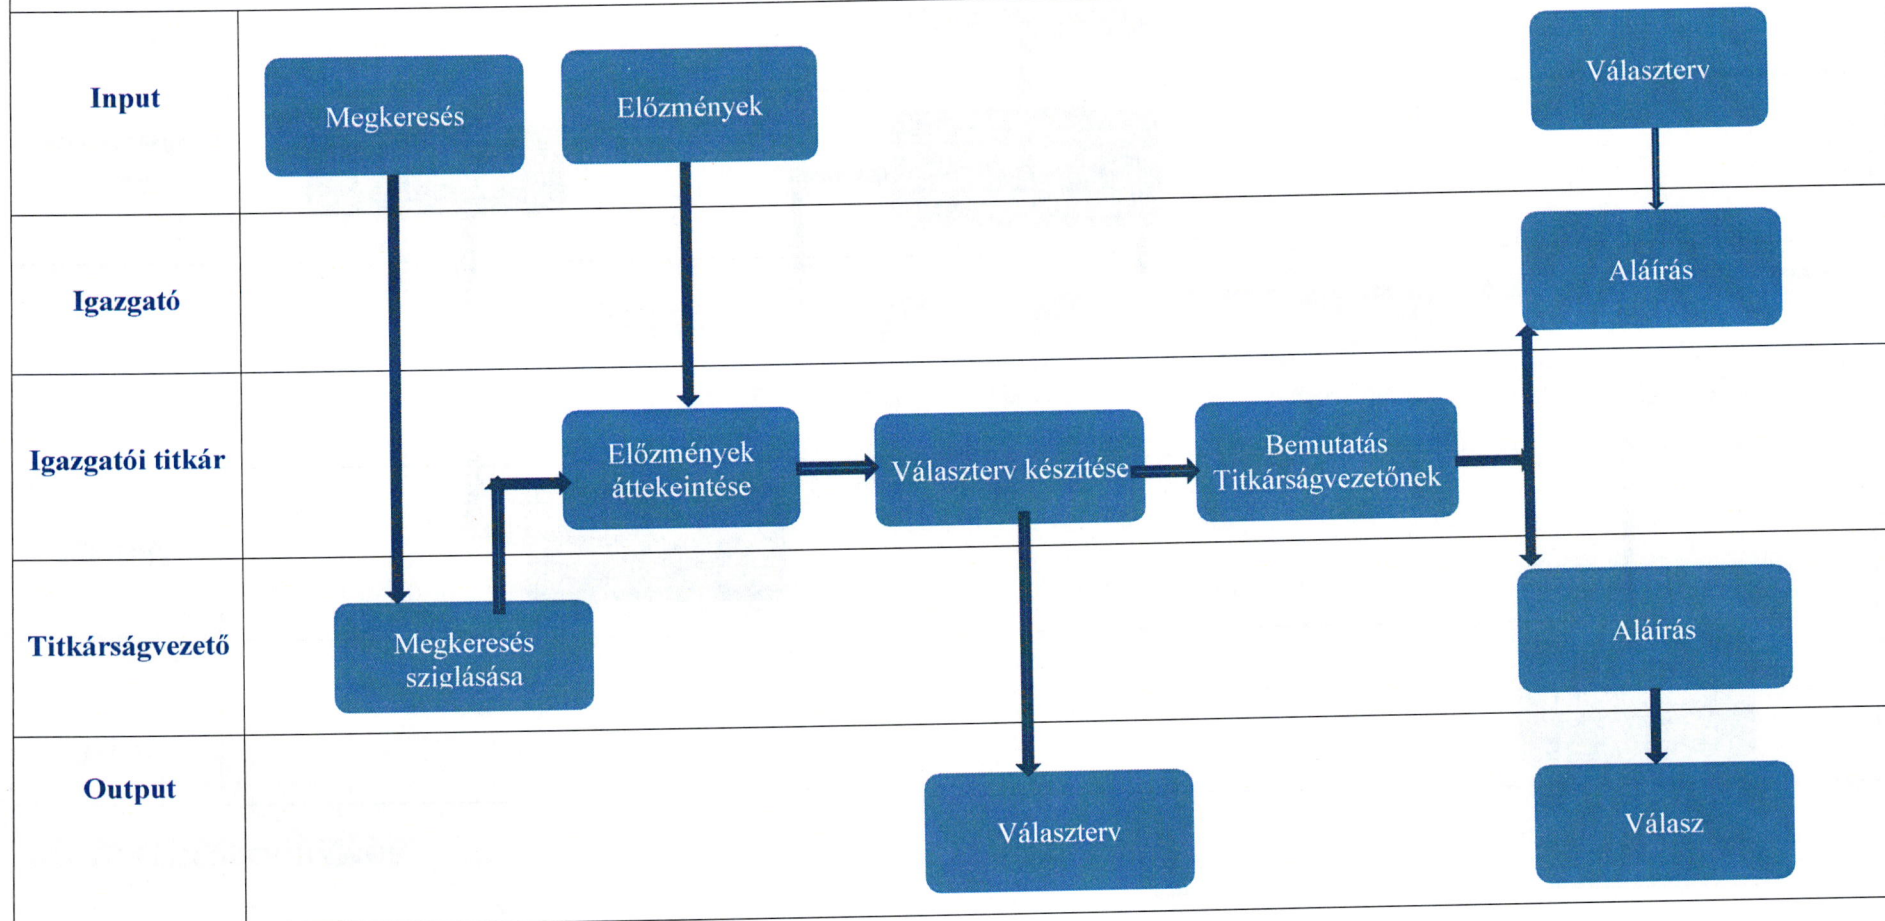 Input
Megkeresés
Előzmények
Választerv
Igazgató
Aláírás
Igazgatói titkár
Előzmények
áttekeintése
Választerv készítése
Bemutatás
Titkárságvezetőnek
Titkárságvezető
Megkeresés
sziglásása
Aláírás
Output
Választerv
Válasz